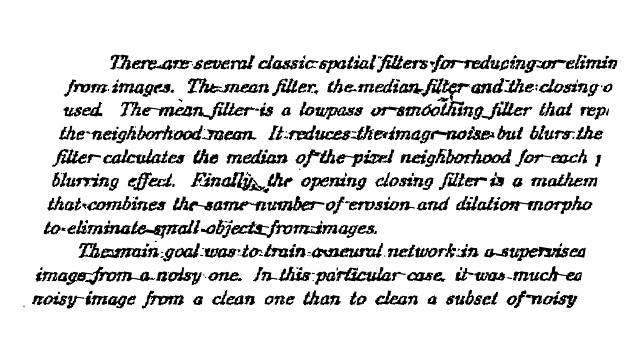 There are several classic spatial filters for reducing or elimin
from images. The mean filter, the median filter and the closing o
used. The mean filter is a lowpass or smoothing filter that repl
the neighborhood mean. It reduces the image noise but blurs the
filter calculates the median of the pixel neighborhood for each p
blurring effect. Finally, the opening closing filter is a mathem
that combines the same number of erosion and dilation morpho
to eliminate small objects from images.
The main goal was to train a neural network in a supervised
image from a noisy one. In this particular case, it was much ea
noisy image from a clean one than to clean a subset of noisy